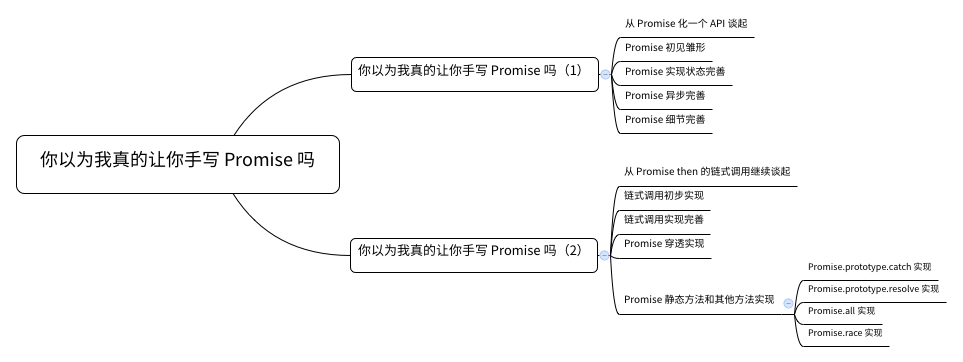 你以为我真的让你手写 Promise 吗
你以为我真的让你手写 Promise 吗（1）
从 Promise 化一个 API 谈起
Promise 初见雏形
Promise 实现状态完善
Promise 异步完善
Promise 细节完善
你以为我真的让你手写 Promise 吗（2）
从 Promise then 的链式调用继续谈起
链式调用初步实现
链式调用实现完善
Promise 穿透实现
Promise 静态方法和其他方法实现
Promise.prototype.catch 实现
Promise.prototype.resolve 实现
Promise.all 实现
Promise.race 实现